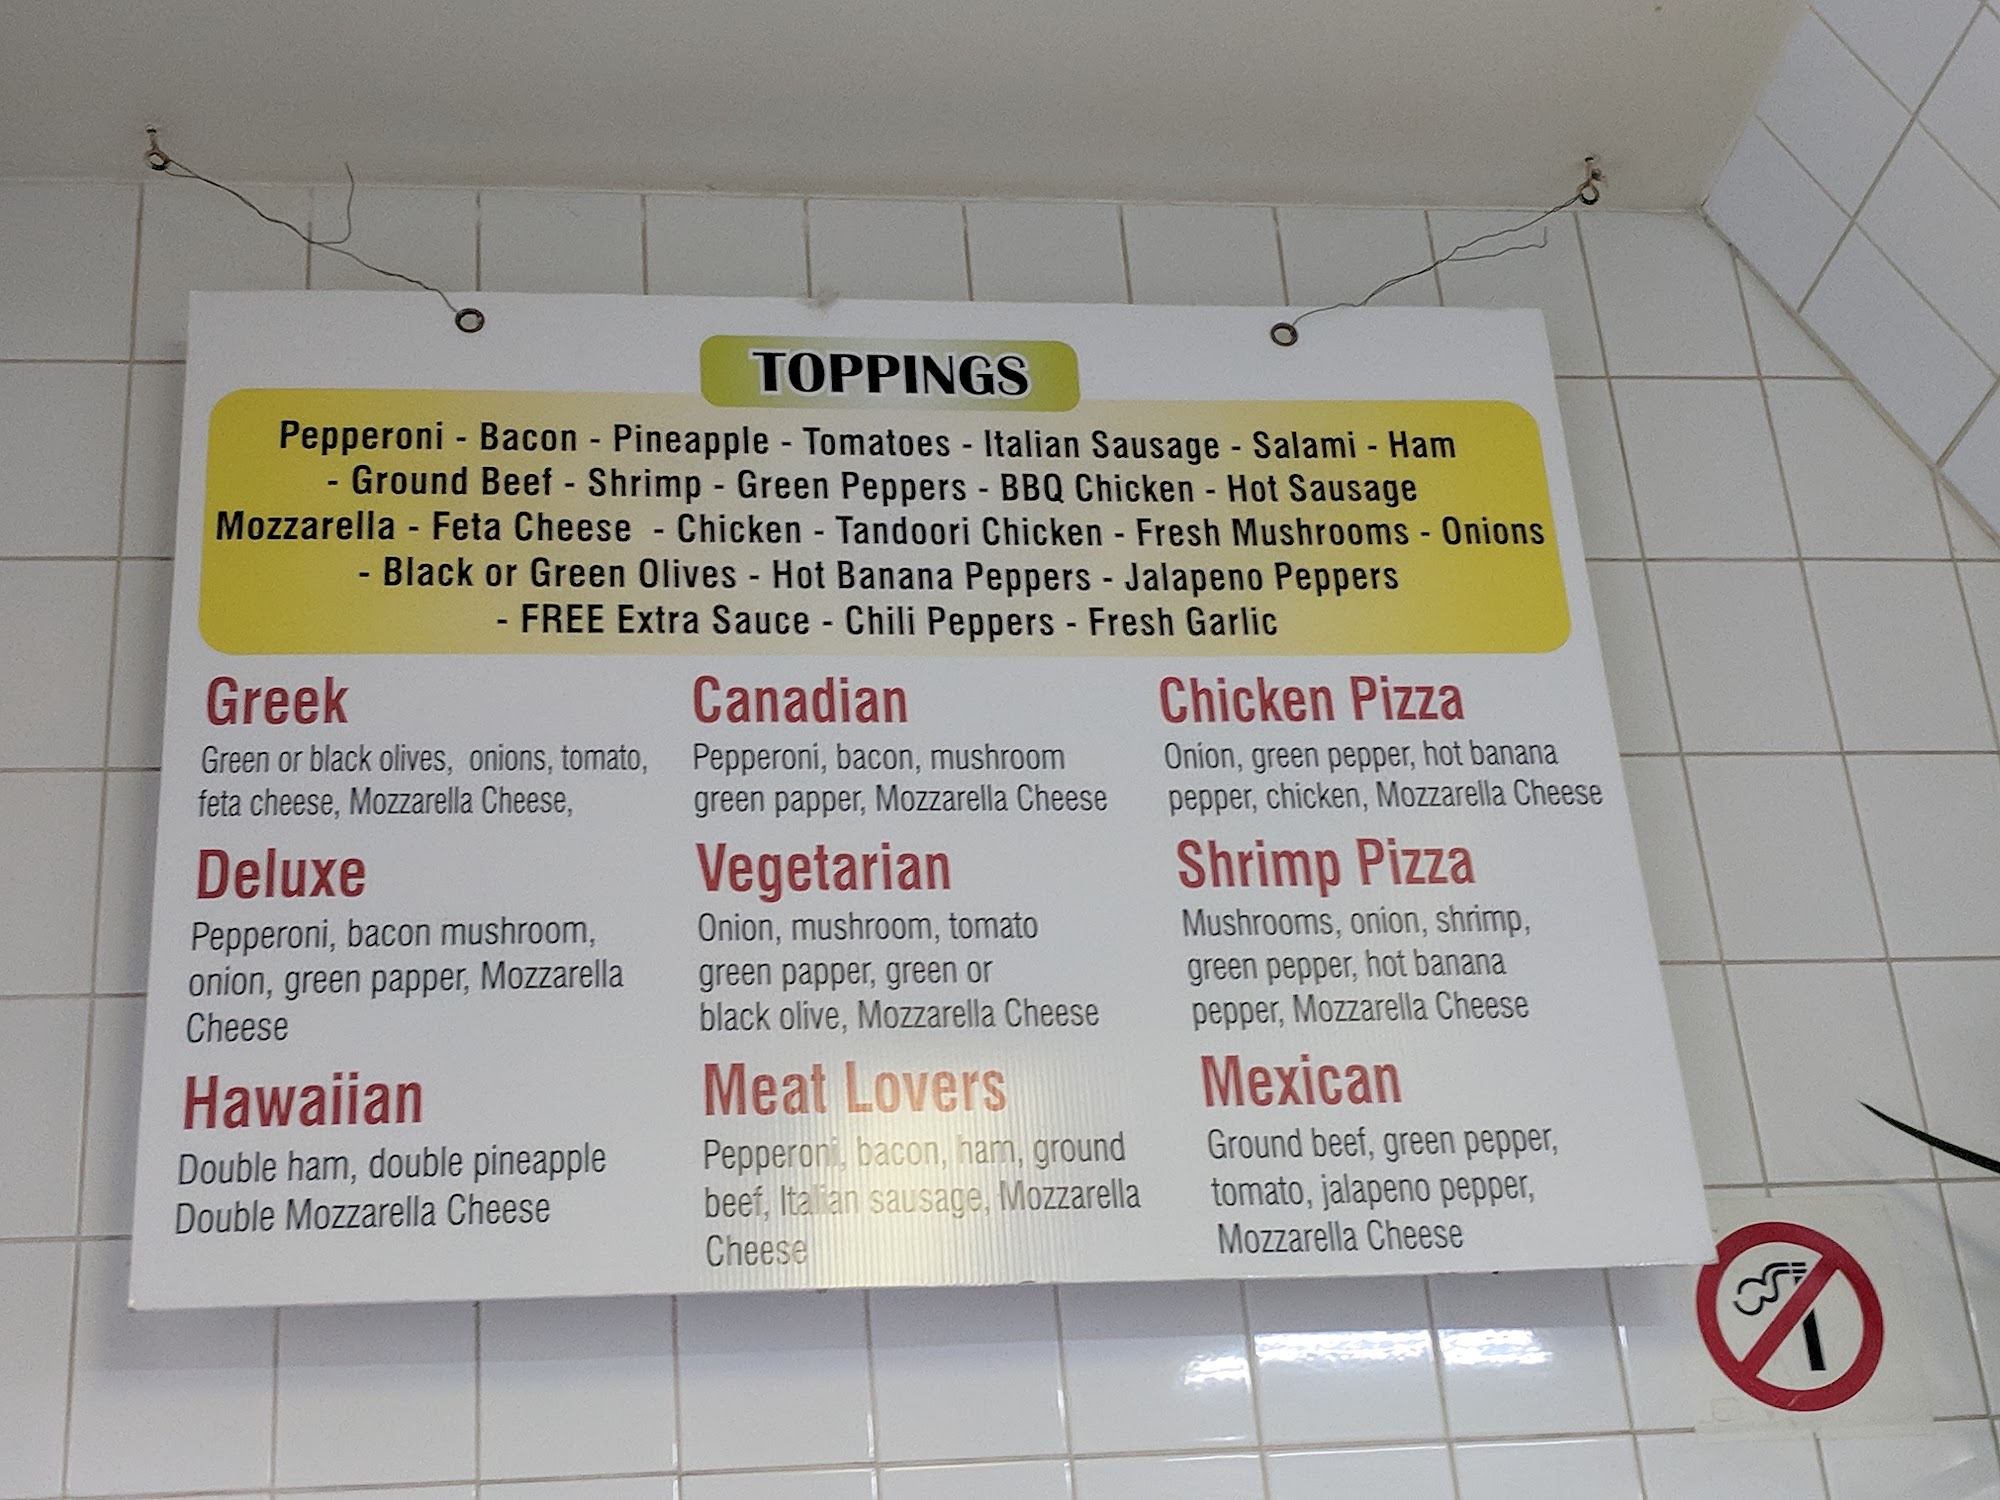 TOPPINGS
Pepperoni - Bacon - Pineapple - Tomatoes - Italian Sausage - Salami - Ham
- Ground Beef - Shrimp - Green Peppers - BBQ Chicken - Hot Sausage
Mozzarella - Feta Cheese - Chicken - Tandoori Chicken - Fresh Mushrooms - Onions
- Black or Green Olives - Hot Banana Peppers - Jalapeno Peppers
- FREE Extra Sauce - Chili Peppers - Fresh Garlic
Greek
Green or black olives, onions, tomato,
feta cheese, Mozzarella Cheese,
Deluxe
Pepperoni, bacon mushroom,
onion, green papper, Mozzarella
Cheese
Hawaiian
Double ham, double pineapple
Double Mozzarella Cheese
Canadian
Pepperoni, bacon, mushroom
green papper, Mozzarella Cheese
Vegetarian
Onion, mushroom, tomato
green papper, green or
black olive, Mozzarella Cheese
Meat Lovers
Pepperoni, bacon, ham, ground
beef, Italian sausage, Mozzarella
Cheese
Chicken Pizza
Onion, green pepper, hot banana
pepper, chicken, Mozzarella Cheese
Shrimp Pizza
Mushrooms, onion, shrimp,
green pepper, hot banana
pepper, Mozzarella Cheese
Mexican
Ground beef, green pepper,
tomato, jalapeno pepper,
Mozzarella Cheese